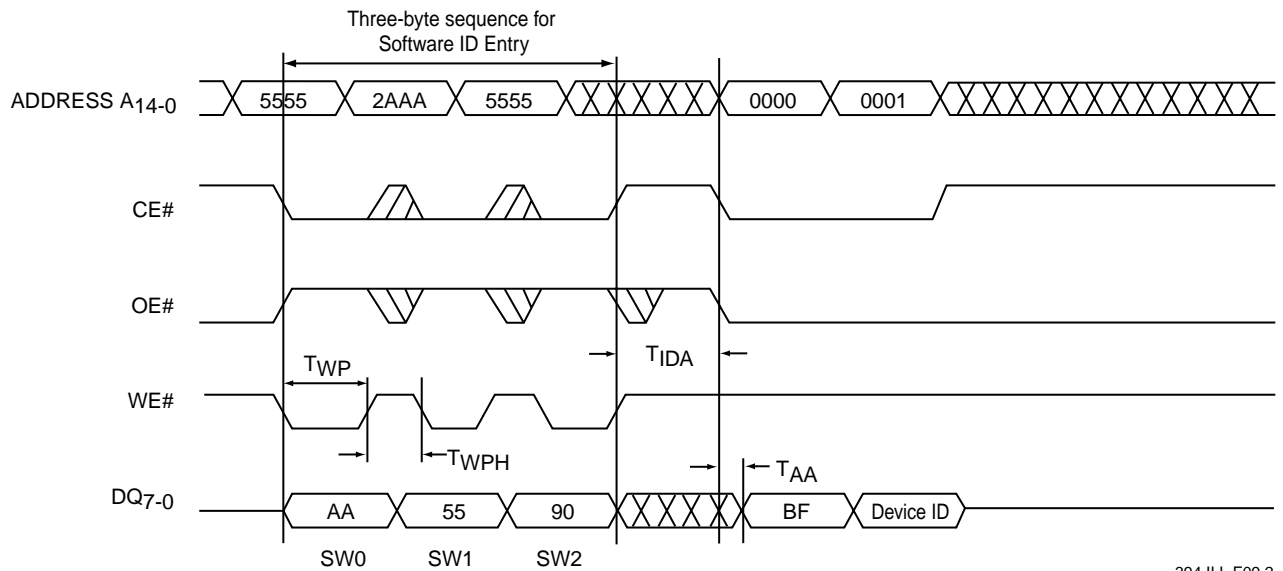 Three-byte sequence for
Software ID Entry
ADDRESS A14-0
5555 2AAA 5555 0000 0001
CE#
OE#
TWP
TIDA
WE#
TWPH
TAA
DQ7-0
AA 55 90 BF Device ID
SW0 SW1 SW2